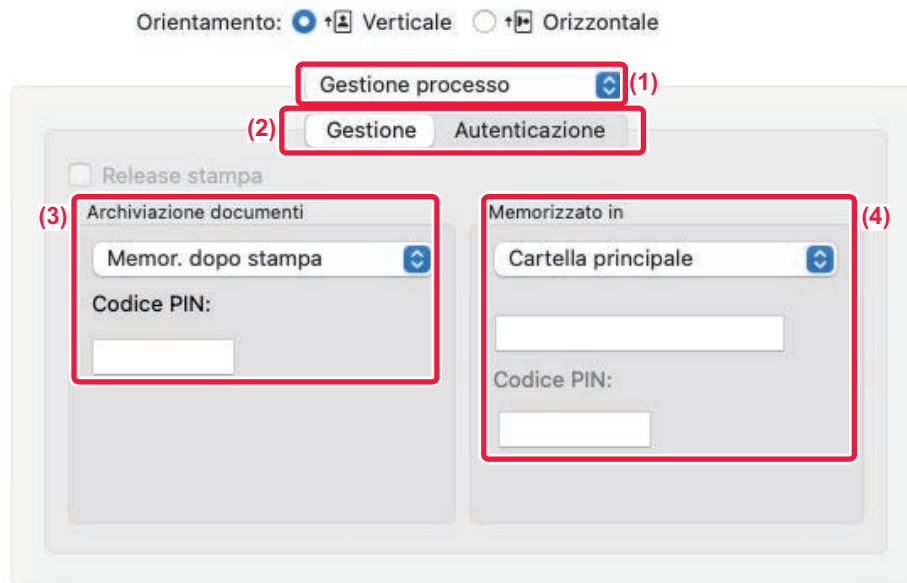 Orientamento: Verticale Orizzontale
Gestione processo (1)
(2) Gestione Autenticazione
Release stampa
(3) Archiviazione documenti
Memor. dopo stampa
Codice PIN:
Memorizzato in (4)
Cartella principale
Codice PIN: